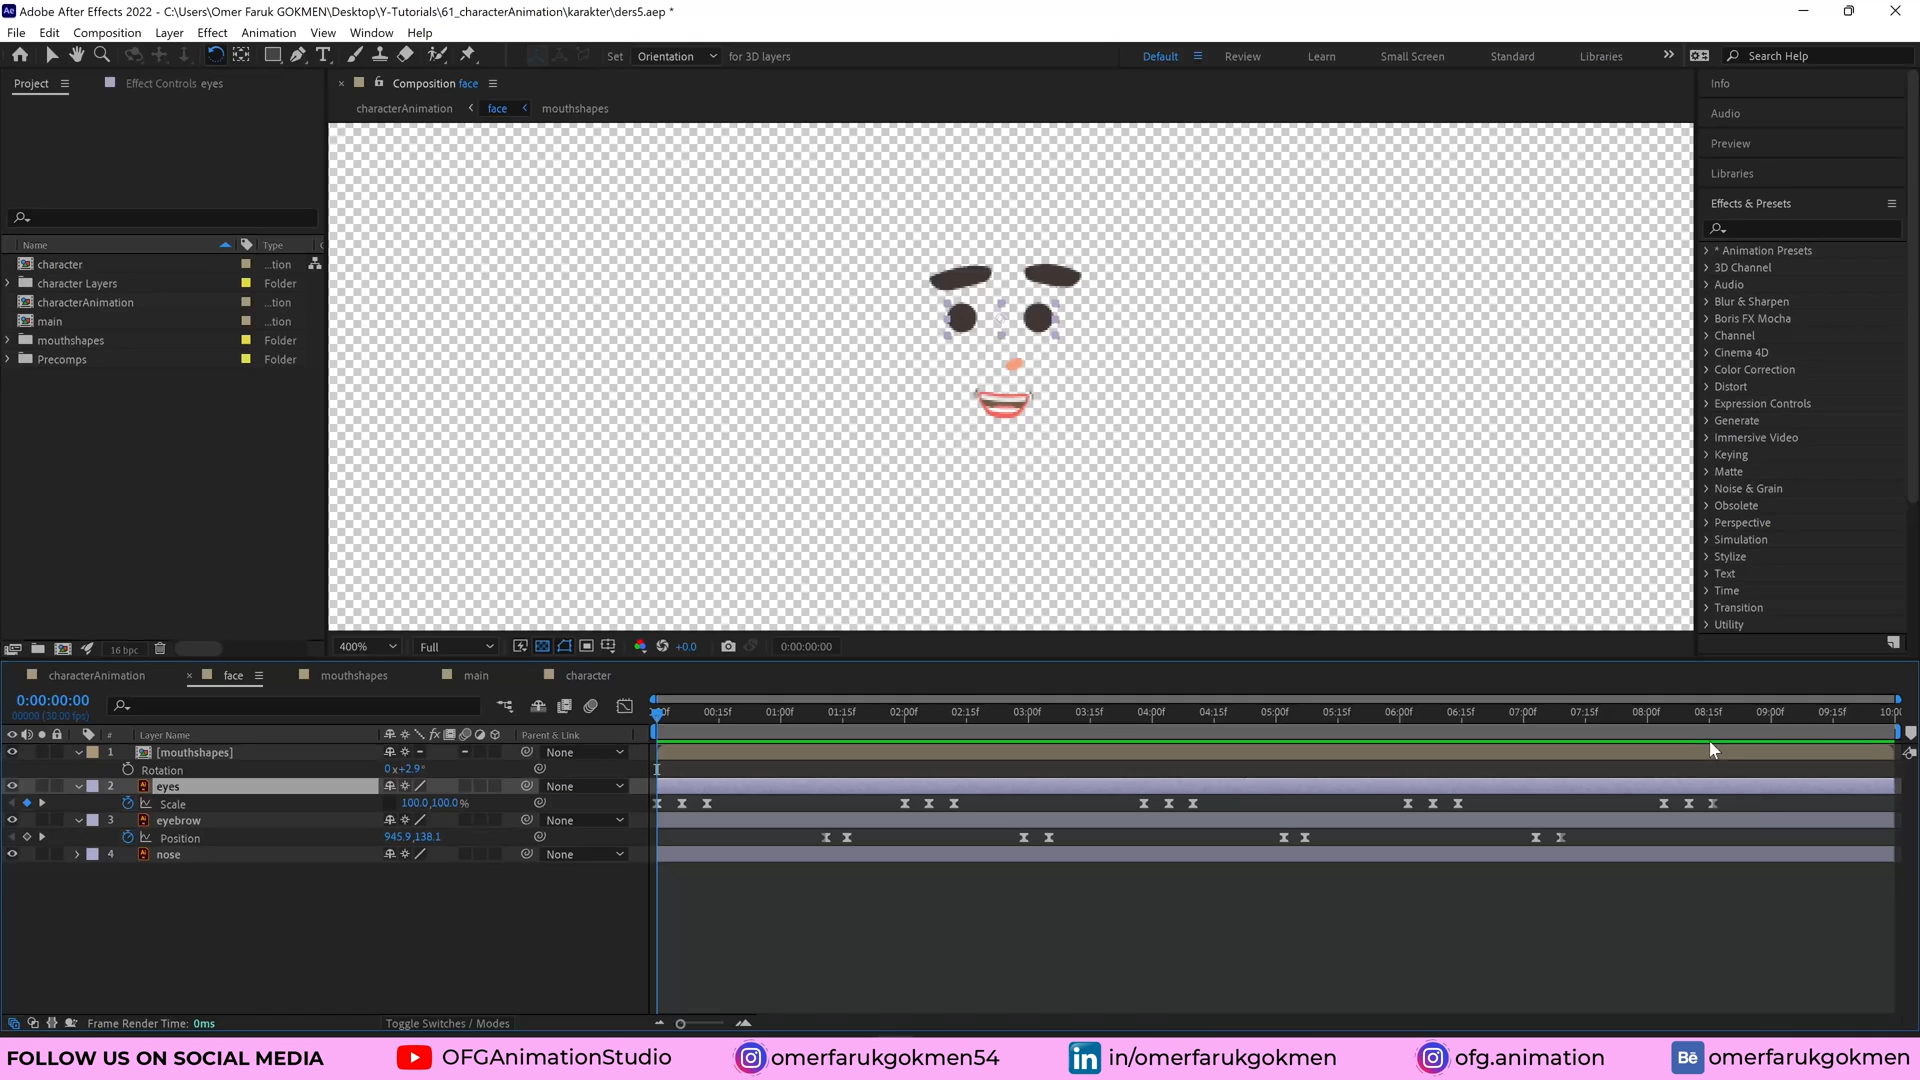 Adobe After Effects 2022 - C:\Users\Omer Faruk GOKMEN\Desktop\Y-Tutorials\61_characterAnimation\karakter\ders5.aep *
File Edit Composition Layer Effect Animation View Window Help
Set Orientation for 3D layers Default Review Learn Small Screen Standard Libraries Search Help
Project Effect Controls eyes Composition face
characterAnimation face mouthshapes
Info
Audio
Preview
Libraries
Effects & Presets
* Animation Presets
3D Channel
Audio
Blur & Sharpen
Boris FX Mocha
Channel
Cinema 4D
Color Correction
Distort
Expression Controls
Generate
Immersive Video
Keying
Matte
Noise & Grain
Obsolete
Perspective
Simulation
Stylize
Text
Time
Transition
Utility
Name Type
character ...tion
character Layers Folder
characterAnimation ...tion
main ...tion
mouthshapes Folder
Precomps Folder
16 bpc
400% Full +0.0 0:00:00:00
characterAnimation face mouthshapes main character
0:00:00:00
00000 (30.00 fps)
00:15f 01:00f 01:15f 02:00f 02:15f 03:00f 03:15f 04:00f 04:15f 05:00f 05:15f 06:00f 06:15f 07:00f 07:15f 08:00f 08:15f 09:00f 09:15f
# Layer Name Parent & Link
1 [mouthshapes] None
Rotation 0x+2.9°
2 eyes None
Scale 100.0,100.0%
3 eyebrow None
Position 945.9,138.1
4 nose None
Frame Render Time: 0ms Toggle Switches / Modes
FOLLOW US ON SOCIAL MEDIA OFGAnimationStudio omerfarukgokmen54 in/omerfarukgokmen ofg.animation omerfarukgokmen